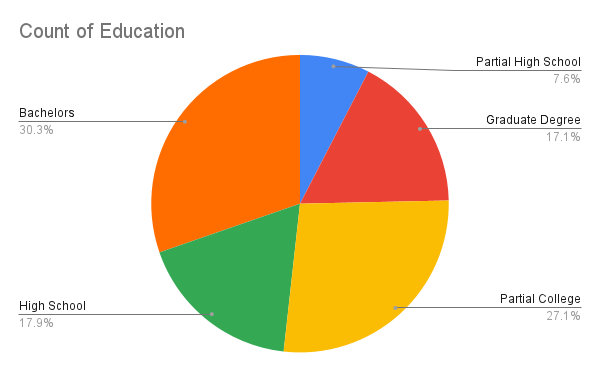 Count of Education
Partial High School
7.6%
Graduate Degree
17.1%
Partial College
27.1%
High School
17.9%
Bachelors
30.3%